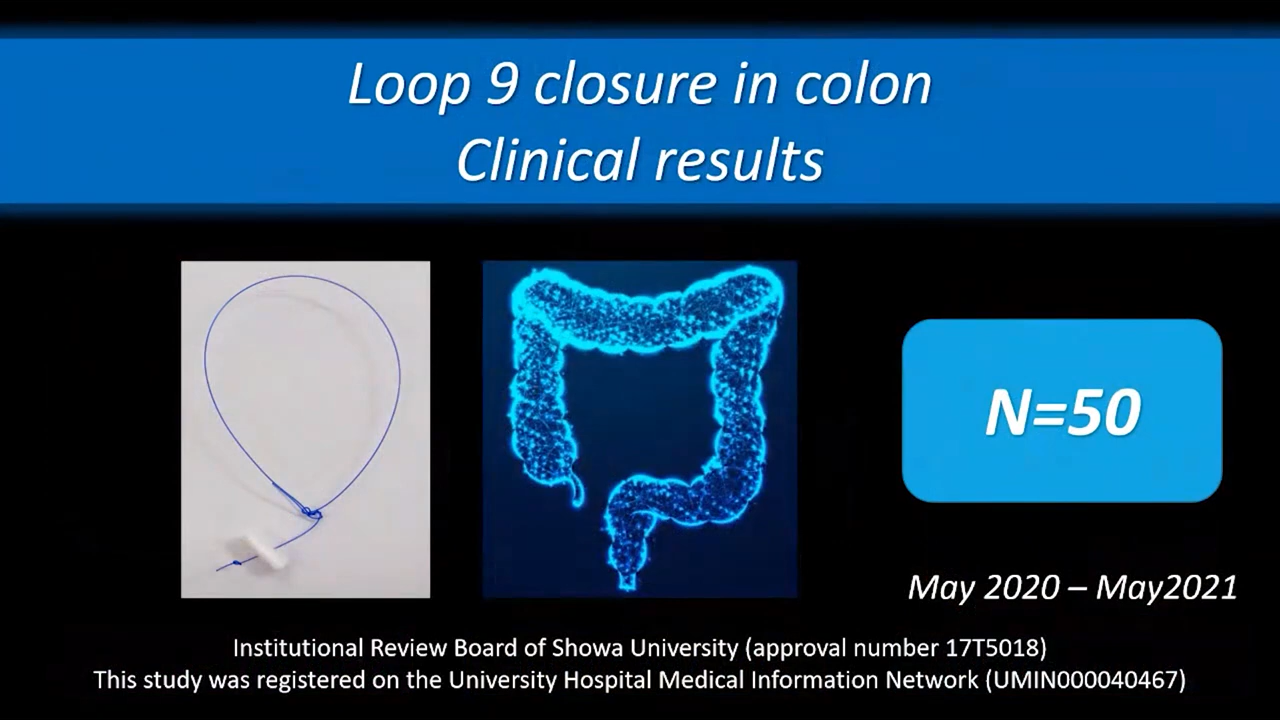 Loop 9 closure in colon
Clinical results
N=50
May 2020 – May2021
Institutional Review Board of Showa University (approval number 17T5018)
This study was registered on the University Hospital Medical Information Network (UMIN000040467)